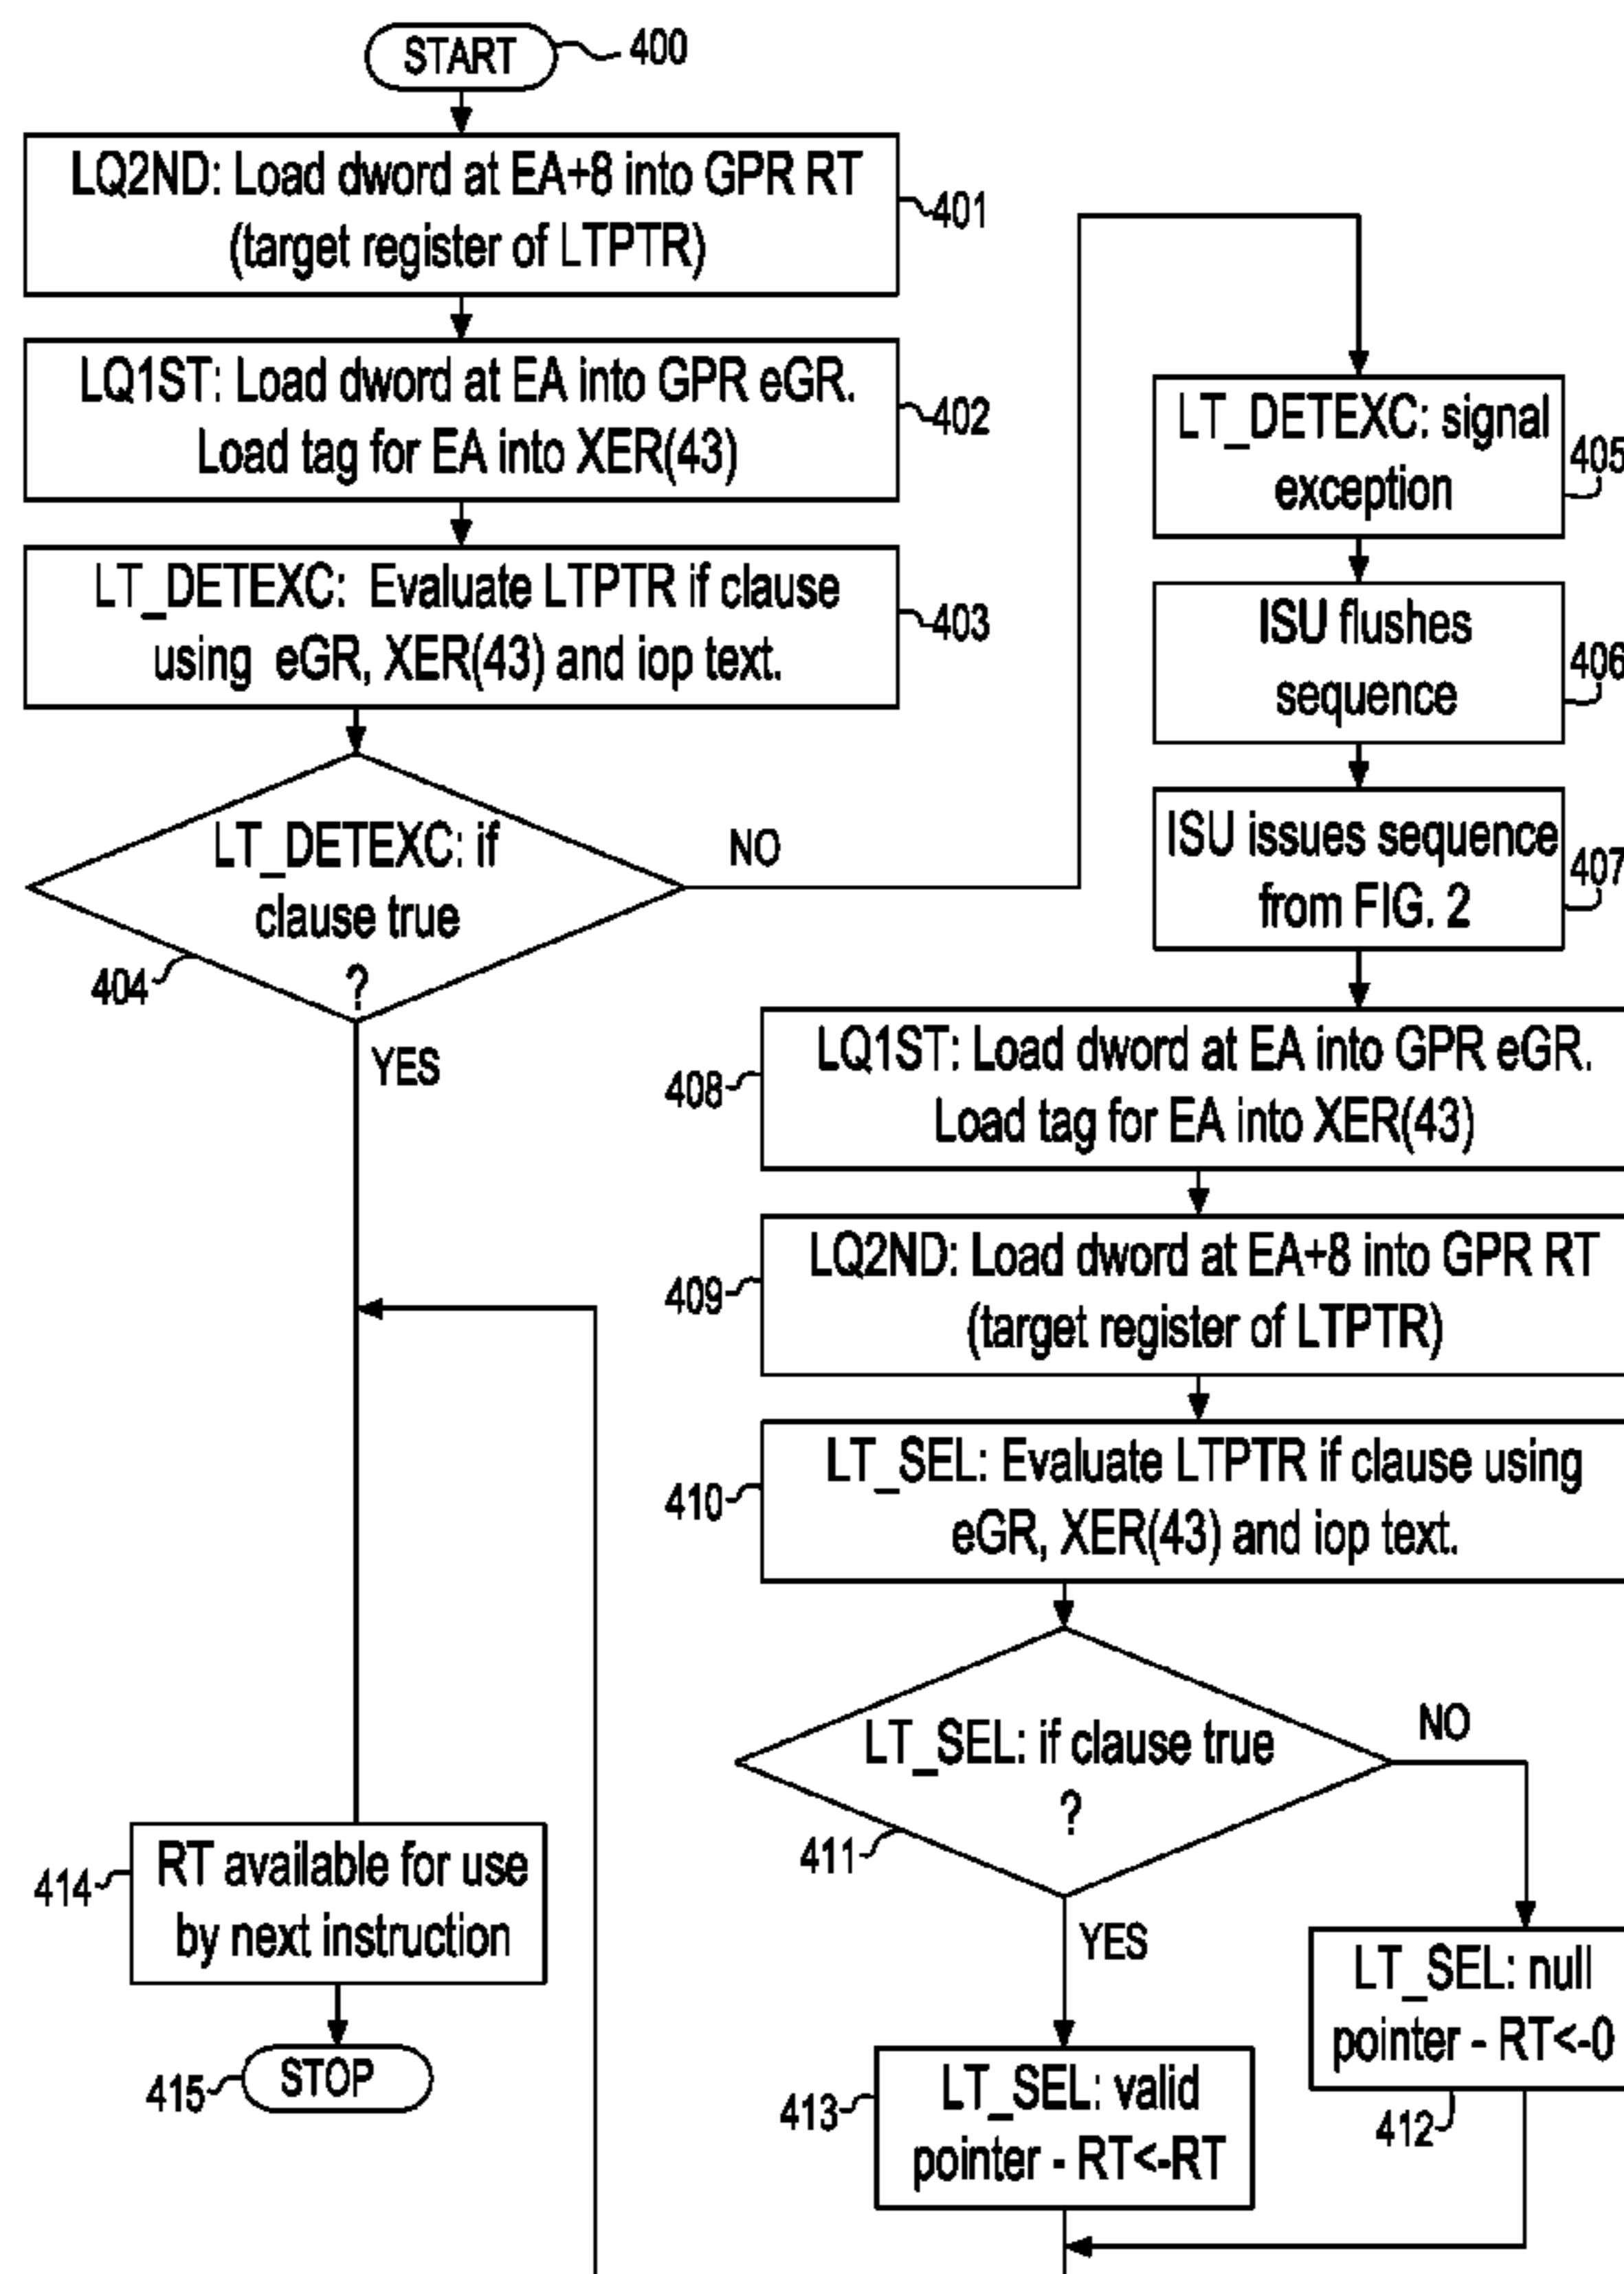 START
400
LQ2ND: Load dword at EA+8 into GPR RT
(target register of LTPTR)
401
LQ1ST: Load dword at EA into GPR eGR.
Load tag for EA into XER(43)
402
LT_DETEXC: Evaluate LTPTR if clause
using eGR, XER(43) and iop text.
403
LT_DETEXC: if
clause true
?
404
NO
YES
LT_DETEXC: signal
exception
405
ISU flushes
sequence
406
ISU issues sequence
from FIG. 2
407
LQ1ST: Load dword at EA into GPR eGR.
Load tag for EA into XER(43)
408
LQ2ND: Load dword at EA+8 into GPR RT
(target register of LTPTR)
409
LT_SEL: Evaluate LTPTR if clause using
eGR, XER(43) and iop text.
410
LT_SEL: if clause true
?
411
NO
YES
LT_SEL: null
pointer - RT<-0
412
LT_SEL: valid
pointer - RT<-RT
413
RT available for use
by next instruction
414
STOP
415